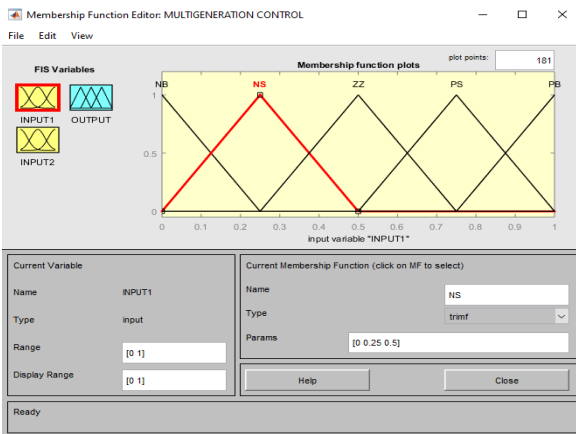 Membership Function Editor: MULTIGENERATION CONTROL
File Edit View
FIS Variables
INPUT1 OUTPUT
INPUT2
Membership function plots
plot points: 181
NB NS ZZ PS PB
1
0.5
0
0 0.1 0.2 0.3 0.4 0.5 0.6 0.7 0.8 0.9 1
input variable "INPUT1"
Current Variable
Name INPUT1
Type input
Range [0 1]
Display Range [0 1]
Current Membership Function (click on MF to select)
Name NS
Type trimf
Params [0 0.25 0.5]
Help Close
Ready